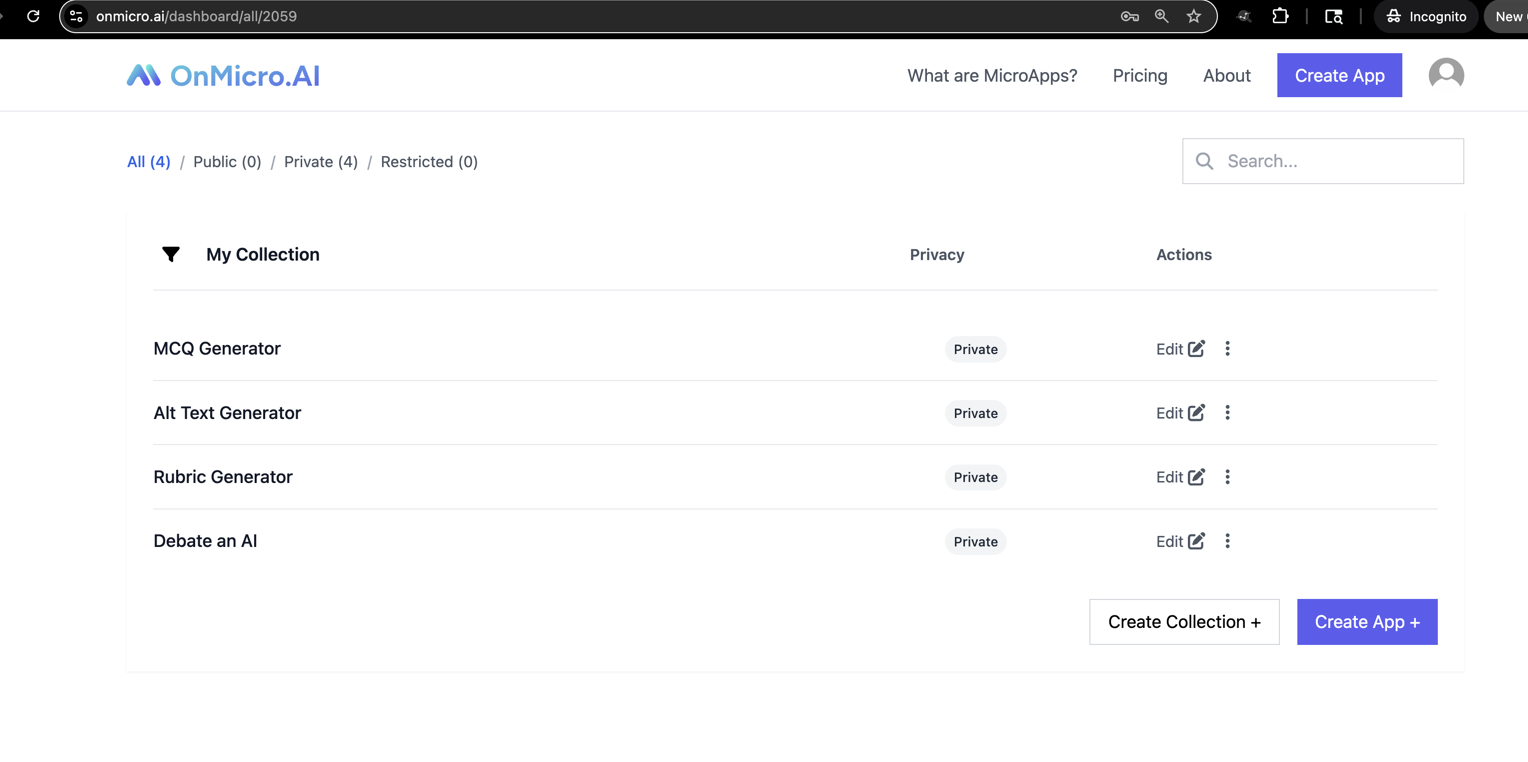 onmicro.ai/dashboard/all/2059
Incognito
New
OnMicro.AI
What are MicroApps?
Pricing
About
Create App
All (4) / Public (0) / Private (4) / Restricted (0)
Search...
My Collection
Privacy
Actions
MCQ Generator
Private
Edit
Alt Text Generator
Private
Edit
Rubric Generator
Private
Edit
Debate an AI
Private
Edit
Create Collection +
Create App +